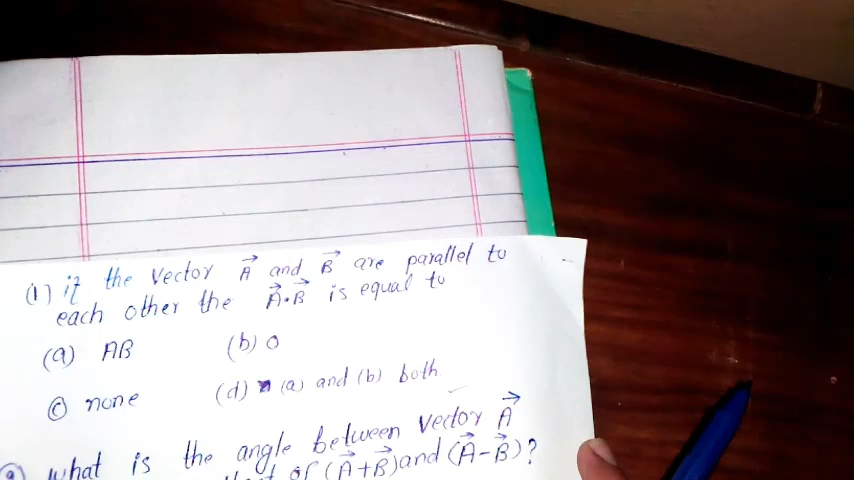 (1) if the vector A⃗ and B⃗ are parallel to
each other the A⃗·B⃗ is equal to
(a) AB (b) 0
(c) none (d) (a) and (b) both
what is the angle between vector A⃗
of (A⃗+B⃗) and (A⃗-B⃗)?